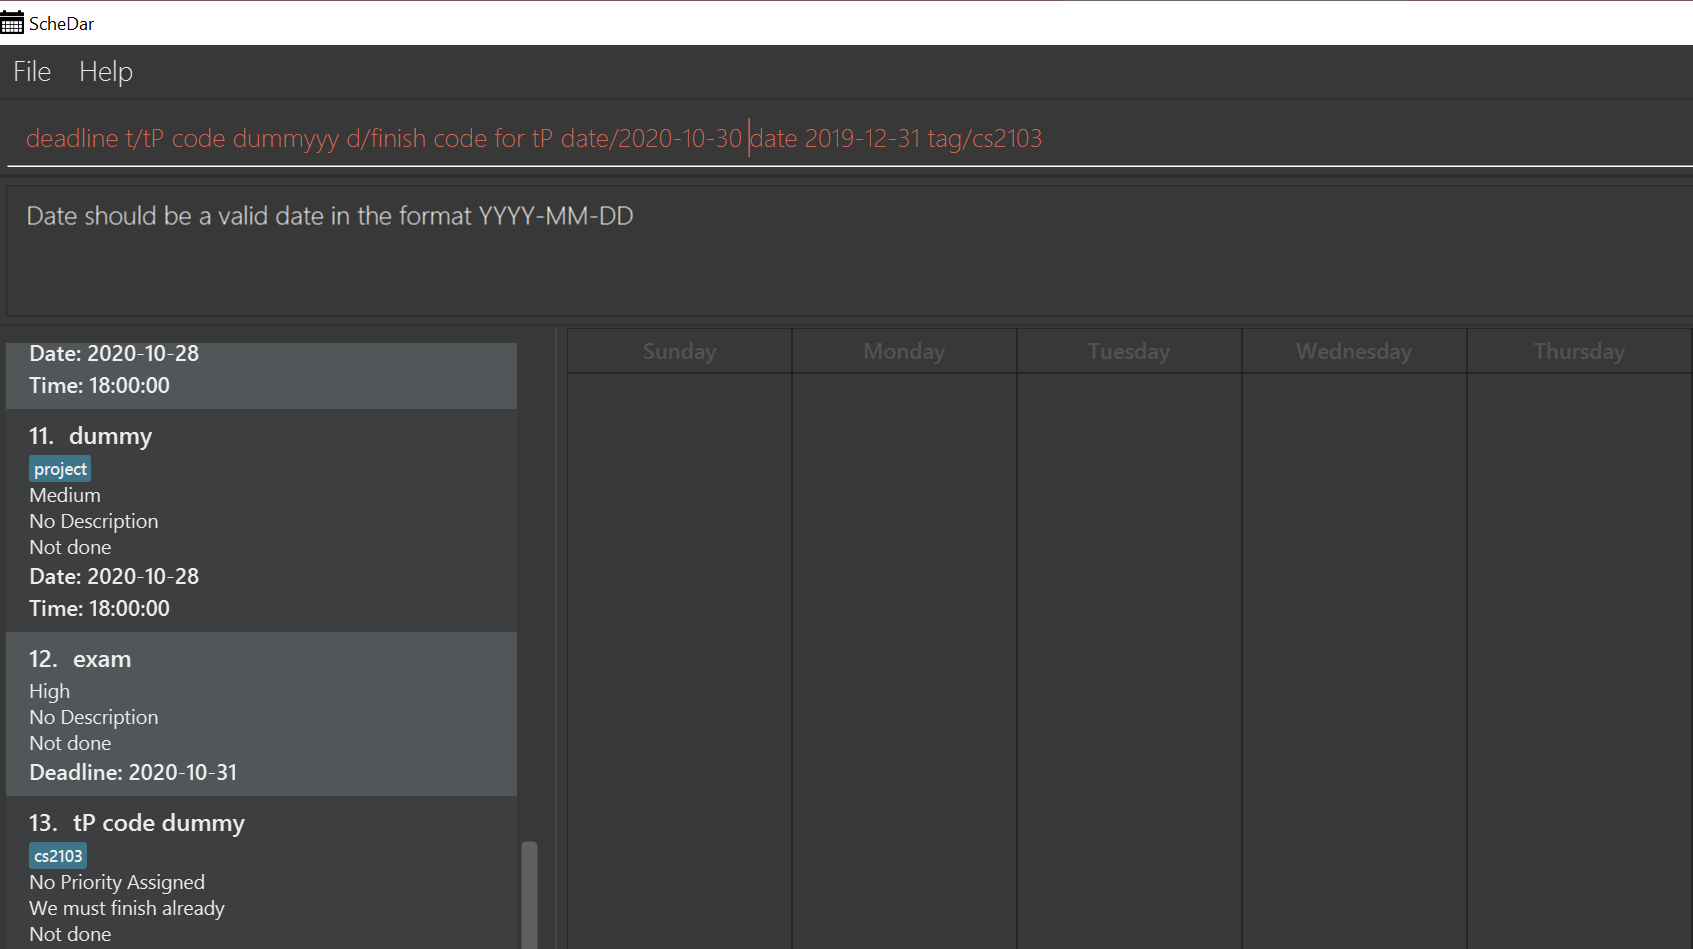 ScheDar
File Help
deadline t/tP code dummyyy d/finish code for tP date/2020-10-30 date 2019-12-31 tag/cs2103
Date should be a valid date in the format YYYY-MM-DD
Date: 2020-10-28
Time: 18:00:00
11. dummy
project
Medium
No Description
Not done
Date: 2020-10-28
Time: 18:00:00
12. exam
High
No Description
Not done
Deadline: 2020-10-31
13. tP code dummy
cs2103
No Priority Assigned
We must finish already
Not done
Sunday Monday Tuesday Wednesday Thursday